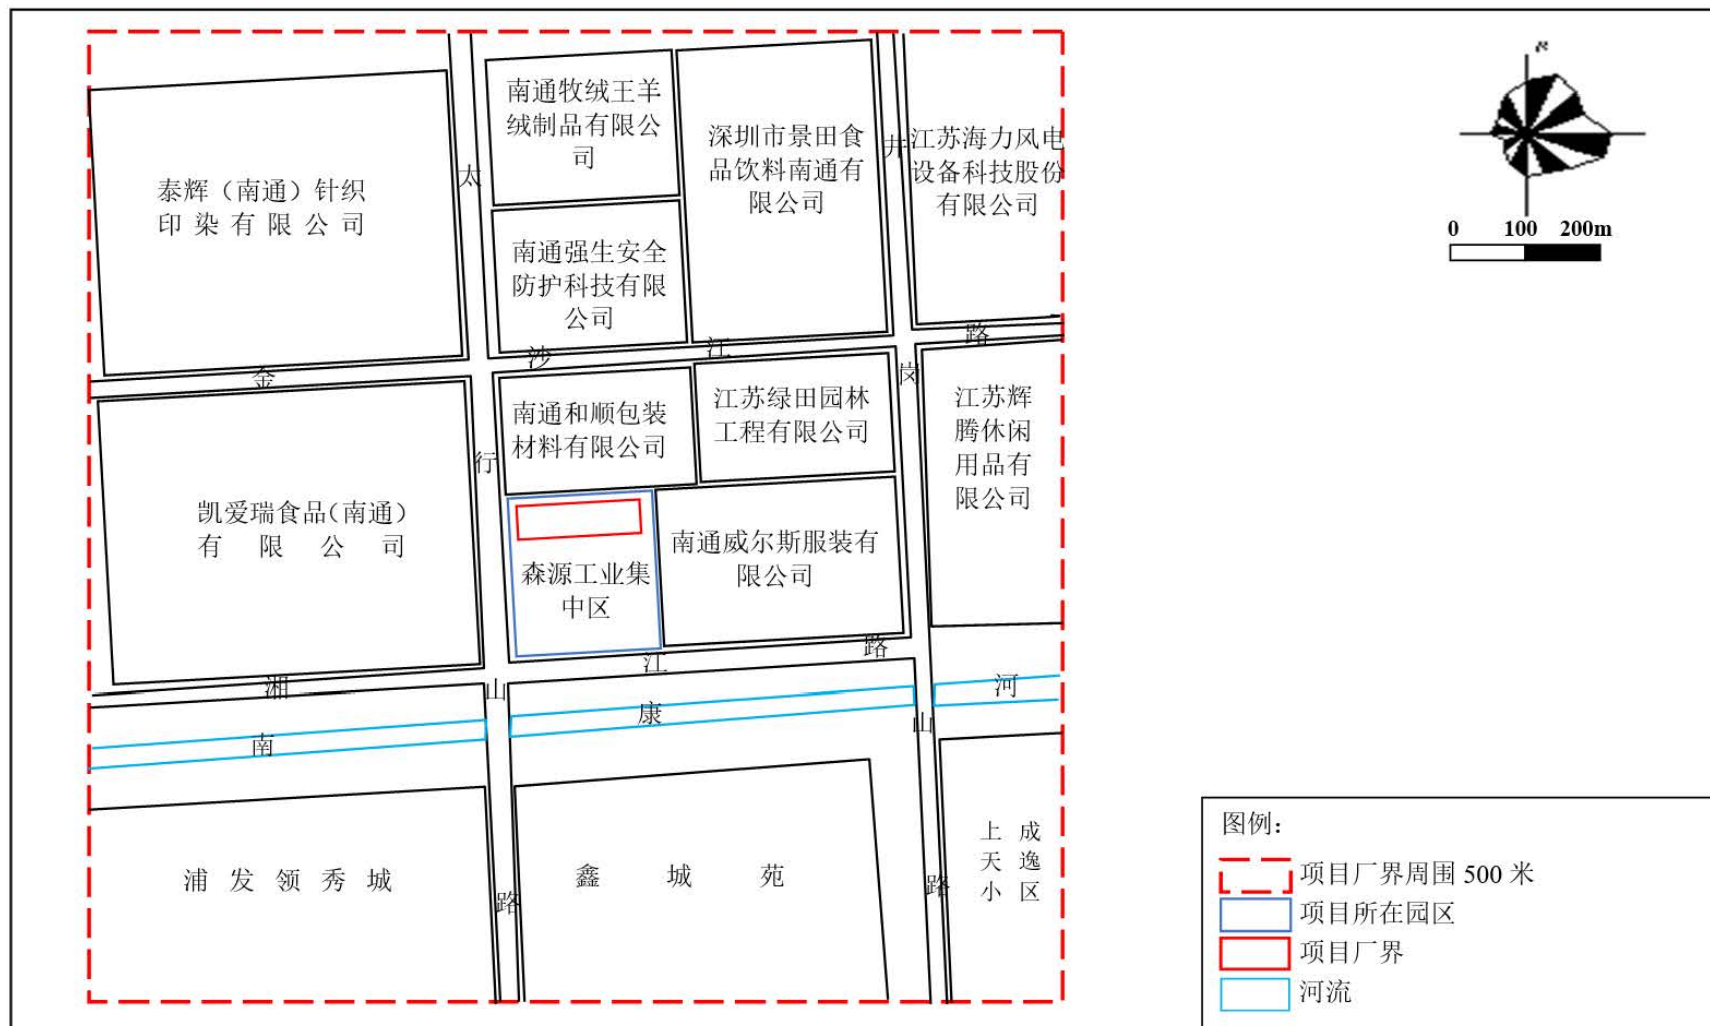 南通牧绒王羊
绒制品有限公
司
深圳市景田食
品饮料南通有
限公司
江苏海力风电
设备科技股份
有限公司
泰辉（南通）针织
印染有限公司
南通强生安全
防护科技有限
公司
金沙江路
南通和顺包装
材料有限公司
江苏绿田园林
工程有限公司
江苏辉
腾休闲
用品有
限公司
凯爱瑞食品（南通）
有限公司
森源工业集
中区
南通威尔斯服装有
限公司
湘江路
南康河
太行山路
井岗山路
浦发领秀城
鑫城苑
上成
天逸
小区
N
0 100 200m
图例：
项目厂界周围 500 米
项目所在园区
项目厂界
河流